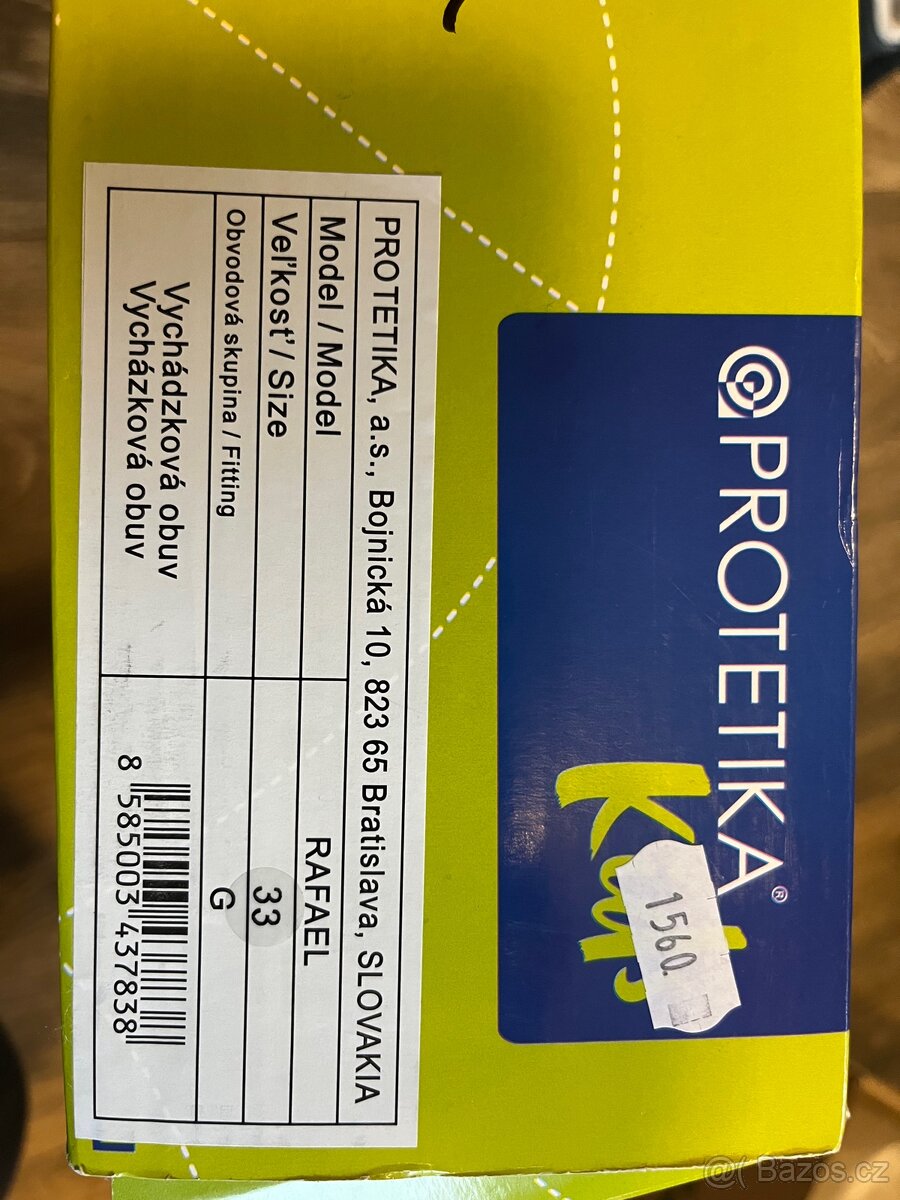 PROTETIKA®
Kids
1560.
PROTETIKA, a.s., Bojnická 10, 823 65 Bratislava, SLOVAKIA
Model / Model RAFAEL
Veľkosť / Size 33
Obvodová skupina / Fitting G
Vychádzková obuv
Vycházková obuv
8 585003 437838
Bazos.cz